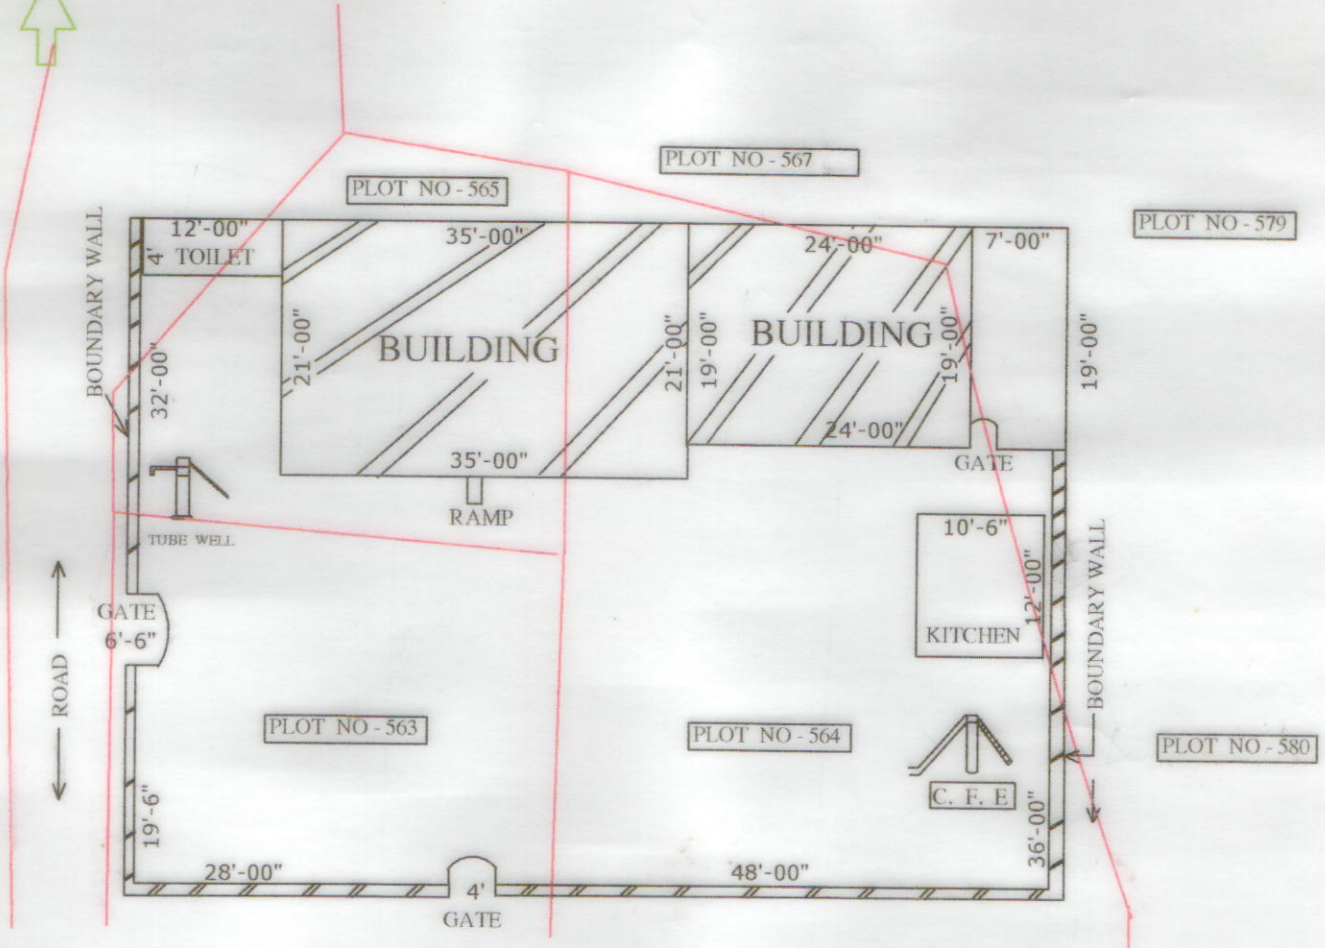 PLOT NO - 567
PLOT NO - 565
PLOT NO - 579
BOUNDARY WALL
12'-00"
4'
TOILET
35'-00"
24'-00"
7'-00"
32'-00"
21'-00"
BUILDING
21'-00"
19'-00"
BUILDING
19'-00"
19'-00"
24'-00"
35'-00"
GATE
RAMP
TUBE WELL
10'-6"
12'-00"
KITCHEN
BOUNDARY WALL
GATE
6'-6"
ROAD
PLOT NO - 563
PLOT NO - 564
PLOT NO - 580
C. F. E
19'-6"
36'-00"
28'-00"
48'-00"
4'
GATE